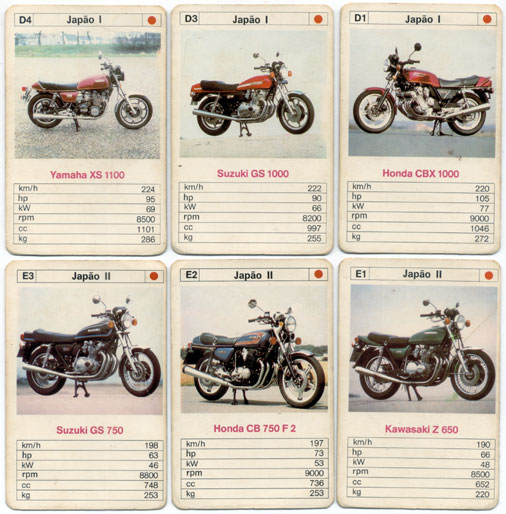 D4 Japão I
Yamaha XS 1100
km/h 224
hp 95
kW 69
rpm 8500
cc 1101
kg 286
D3 Japão I
Suzuki GS 1000
km/h 222
hp 90
kW 66
rpm 8200
cc 997
kg 255
D1 Japão I
Honda CBX 1000
km/h 220
hp 105
kW 77
rpm 9000
cc 1046
kg 272
E3 Japão II
Suzuki GS 750
km/h 198
hp 63
kW 46
rpm 8800
cc 748
kg 253
E2 Japão II
Honda CB 750 F 2
km/h 197
hp 73
kW 53
rpm 9000
cc 736
kg 253
E1 Japão II
Kawasaki Z 650
km/h 190
hp 66
kW 48
rpm 8500
cc 652
kg 220